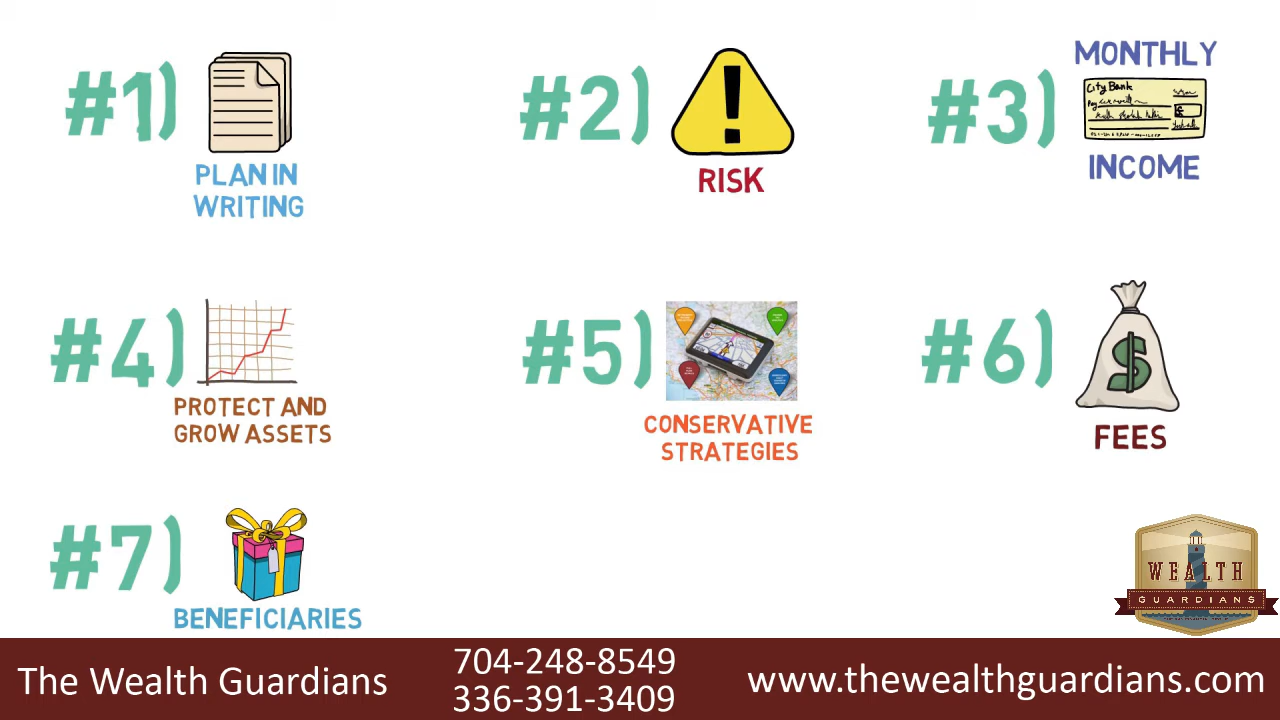 #1)
PLAN IN
WRITING
#2)
RISK
#3)
MONTHLY
City Bank
INCOME
#4)
PROTECT AND
GROW ASSETS
#5)
CONSERVATIVE
STRATEGIES
#6)
$
FEES
#7)
BENEFICIARIES
WEALTH
GUARDIANS
The Wealth Guardians
704-248-8549
336-391-3409
www.thewealthguardians.com